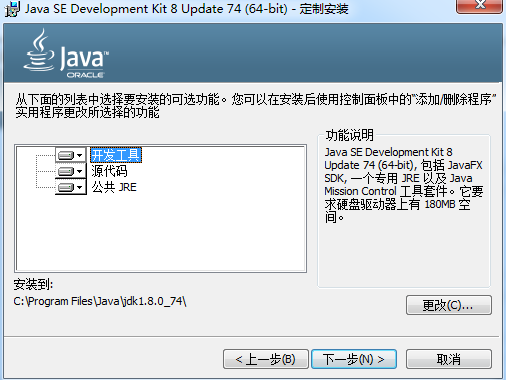 Java SE Development Kit 8 Update 74 (64-bit) - 定制安装
Java™
ORACLE
从下面的列表中选择要安装的可选功能。您可以在安装后使用控制面板中的“添加/删除程序”
实用程序更改所选择的功能
开发工具
源代码
公共 JRE
功能说明
Java SE Development Kit 8
Update 74 (64-bit), 包括 JavaFX
SDK, 一个专用 JRE 以及 Java
Mission Control 工具套件。它要
求硬盘驱动器上有 180MB 空
间。
安装到:
C:\Program Files\Java\jdk1.8.0_74\
更改(C)...
< 上一步(B)
下一步(N) >
取消